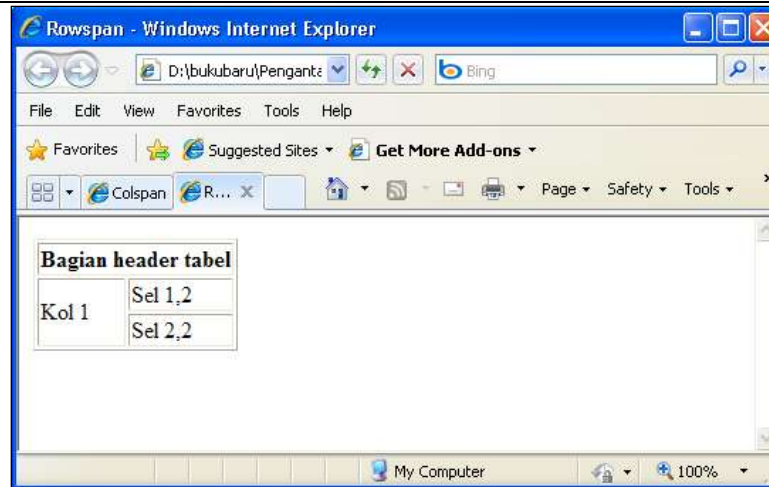 Rowspan - Windows Internet Explorer
D:\bukubaru\Penganta
Bing
File Edit View Favorites Tools Help
Favorites Suggested Sites Get More Add-ons
Colspan R... Page Safety Tools
Bagian header tabel
Kol 1
Sel 1,2
Sel 2,2
My Computer 100%